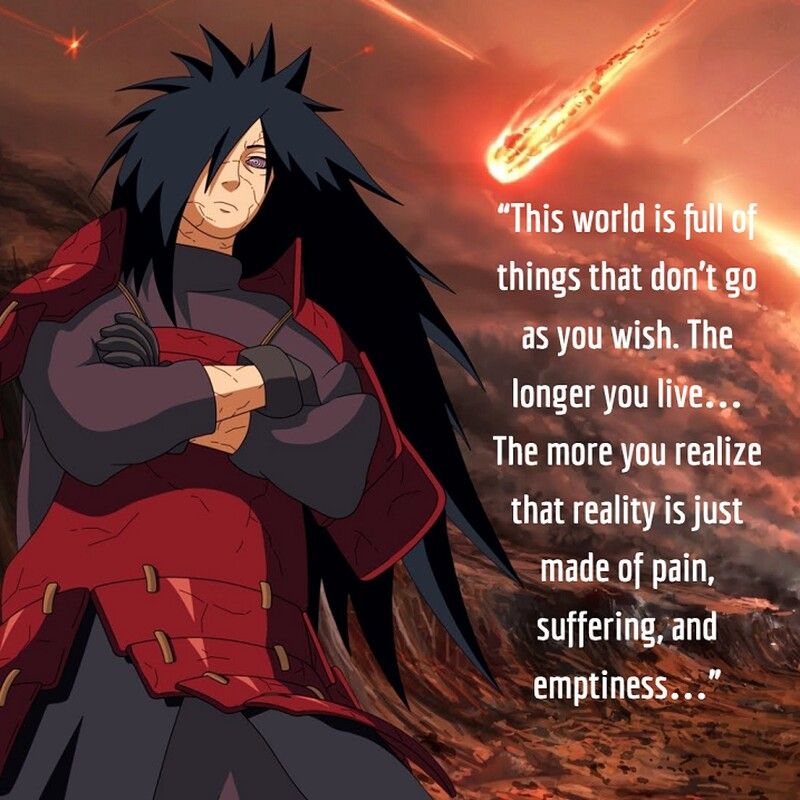 “This world is full of
things that don’t go
as you wish. The
longer you live...
The more you realize
that reality is just
made of pain,
suffering, and
emptiness...”